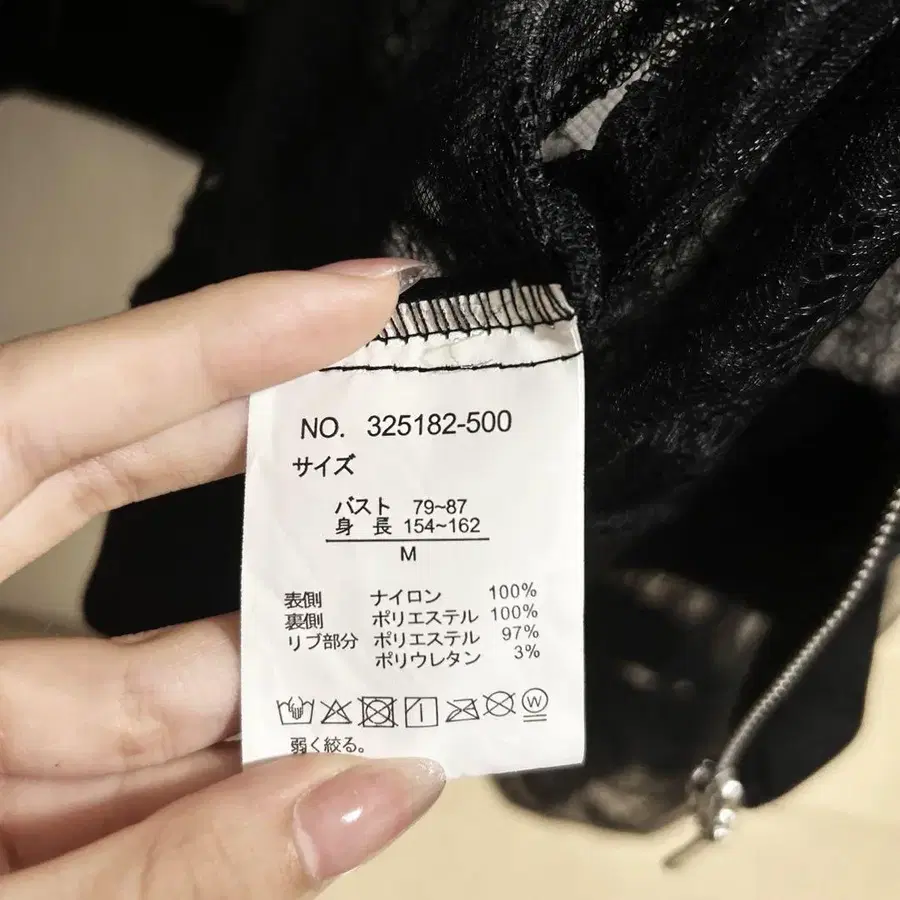 NO. 325182-500
サイズ
バスト 79~87
身 長 154~162
M
表側 ナイロン 100%
裏側 ポリエステル 100%
リブ部分 ポリエステル 97%
ポリウレタン 3%
W
弱く絞る。